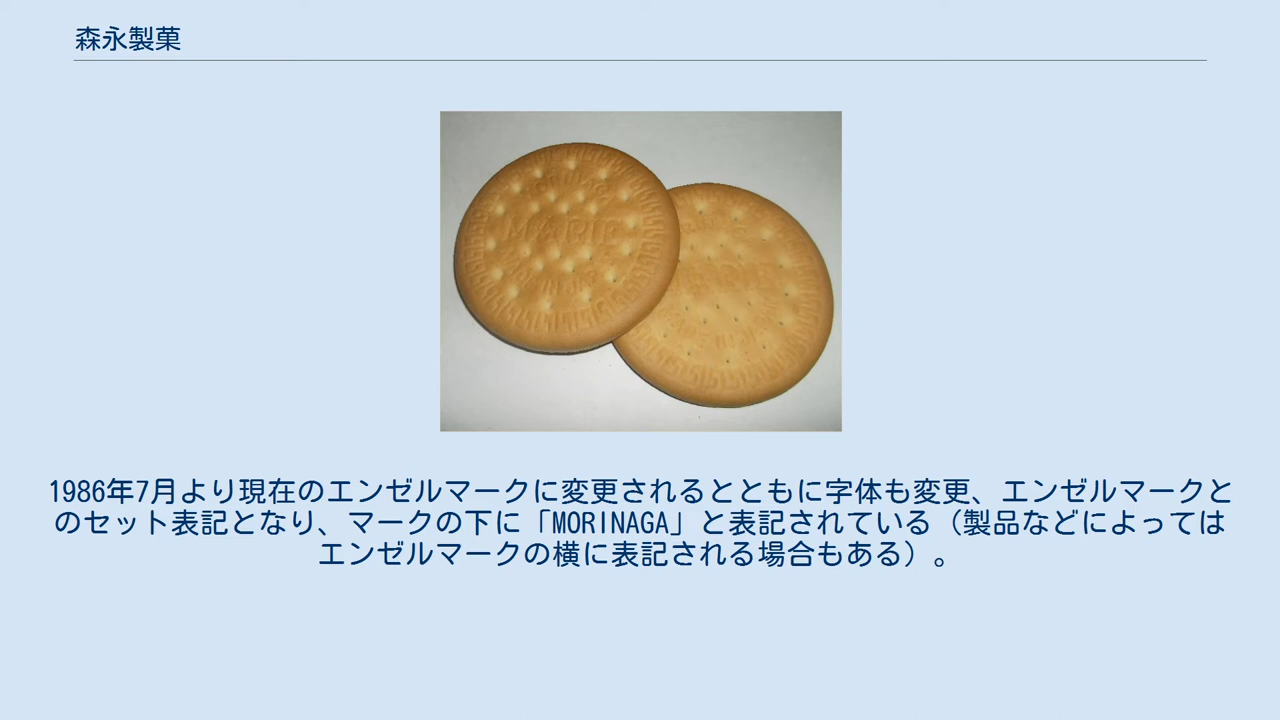 森永製菓
MORINAGA
MARIE
MADE IN JAPAN
1986年7月より現在のエンゼルマークに変更されるとともに字体も変更、エンゼルマークと
のセット表記となり、マークの下に「MORINAGA」と表記されている（製品などによっては
エンゼルマークの横に表記される場合もある）。